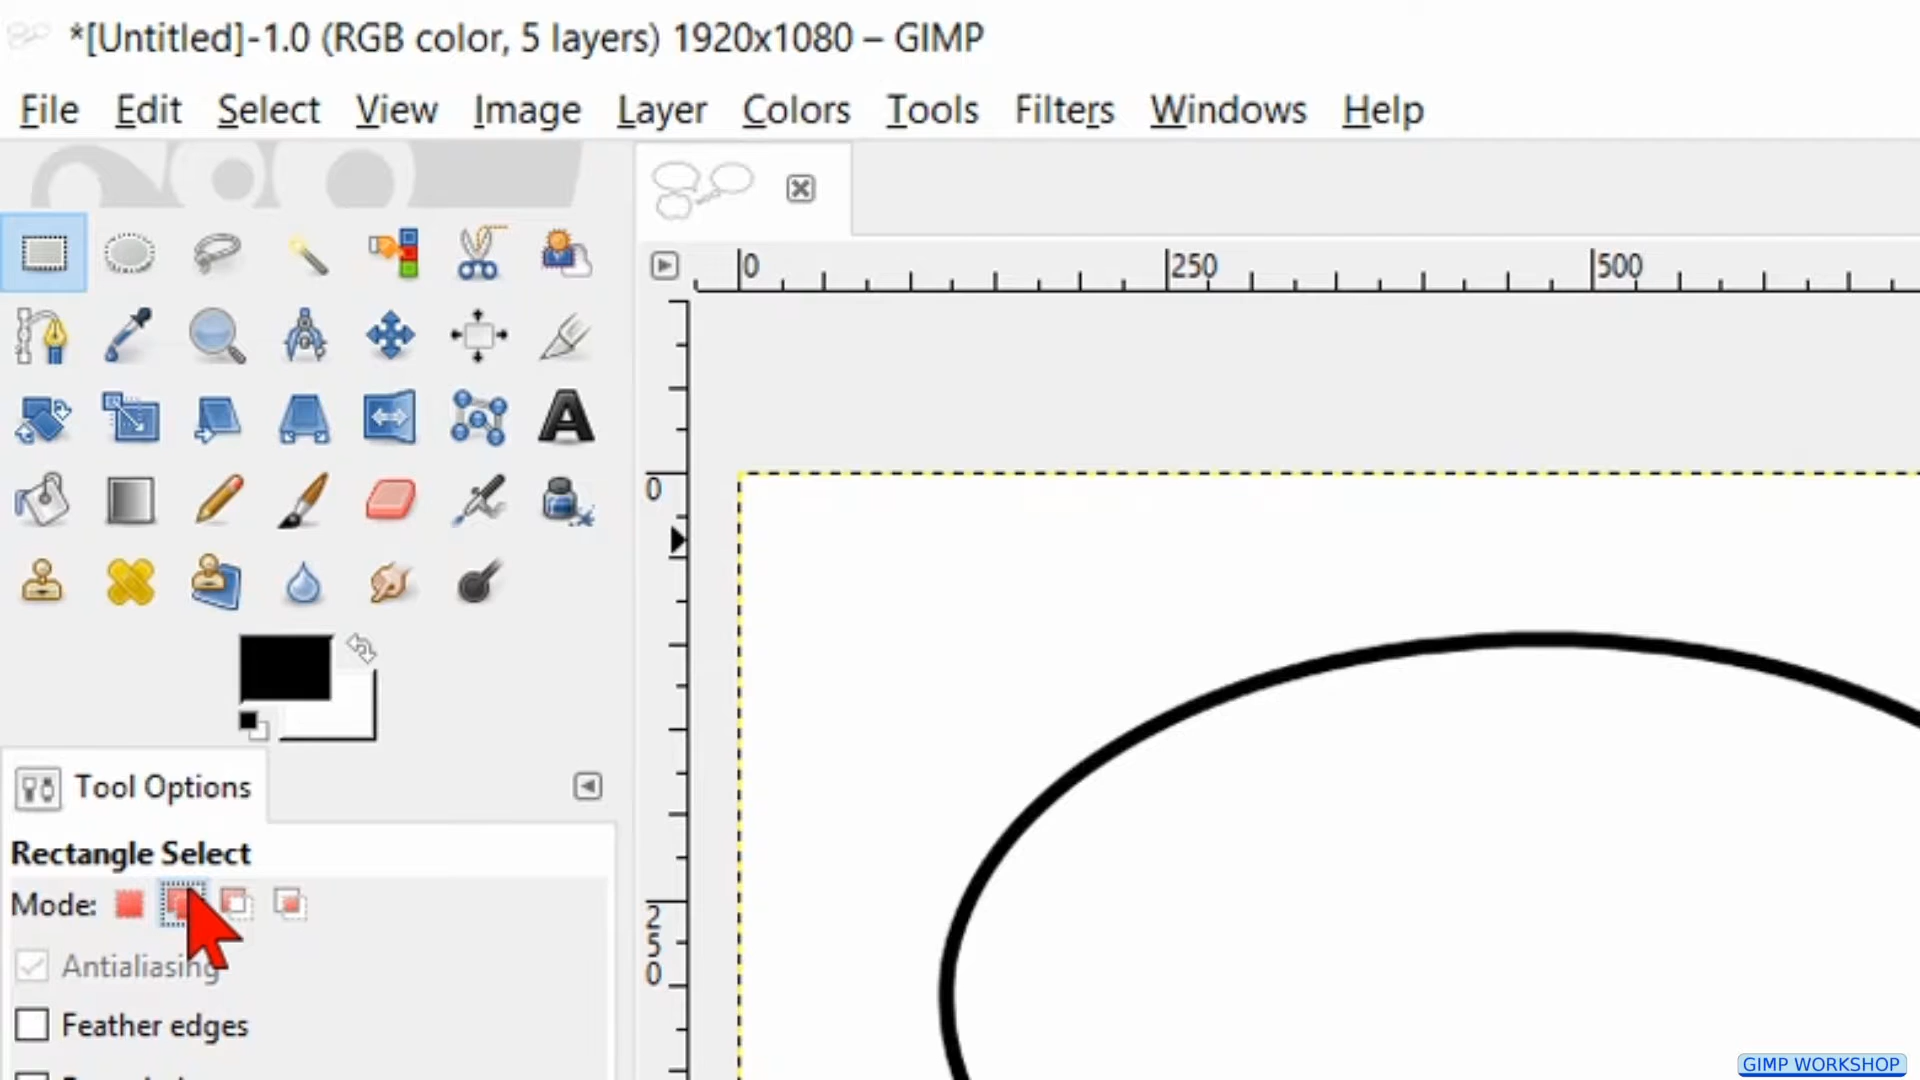 *[Untitled]-1.0 (RGB color, 5 layers) 1920x1080 – GIMP
File Edit Select View Image Layer Colors Tools Filters Windows Help
0 250 500
0
250
Tool Options
Rectangle Select
Mode:
Antialiasing
Feather edges
GIMP WORKSHOP